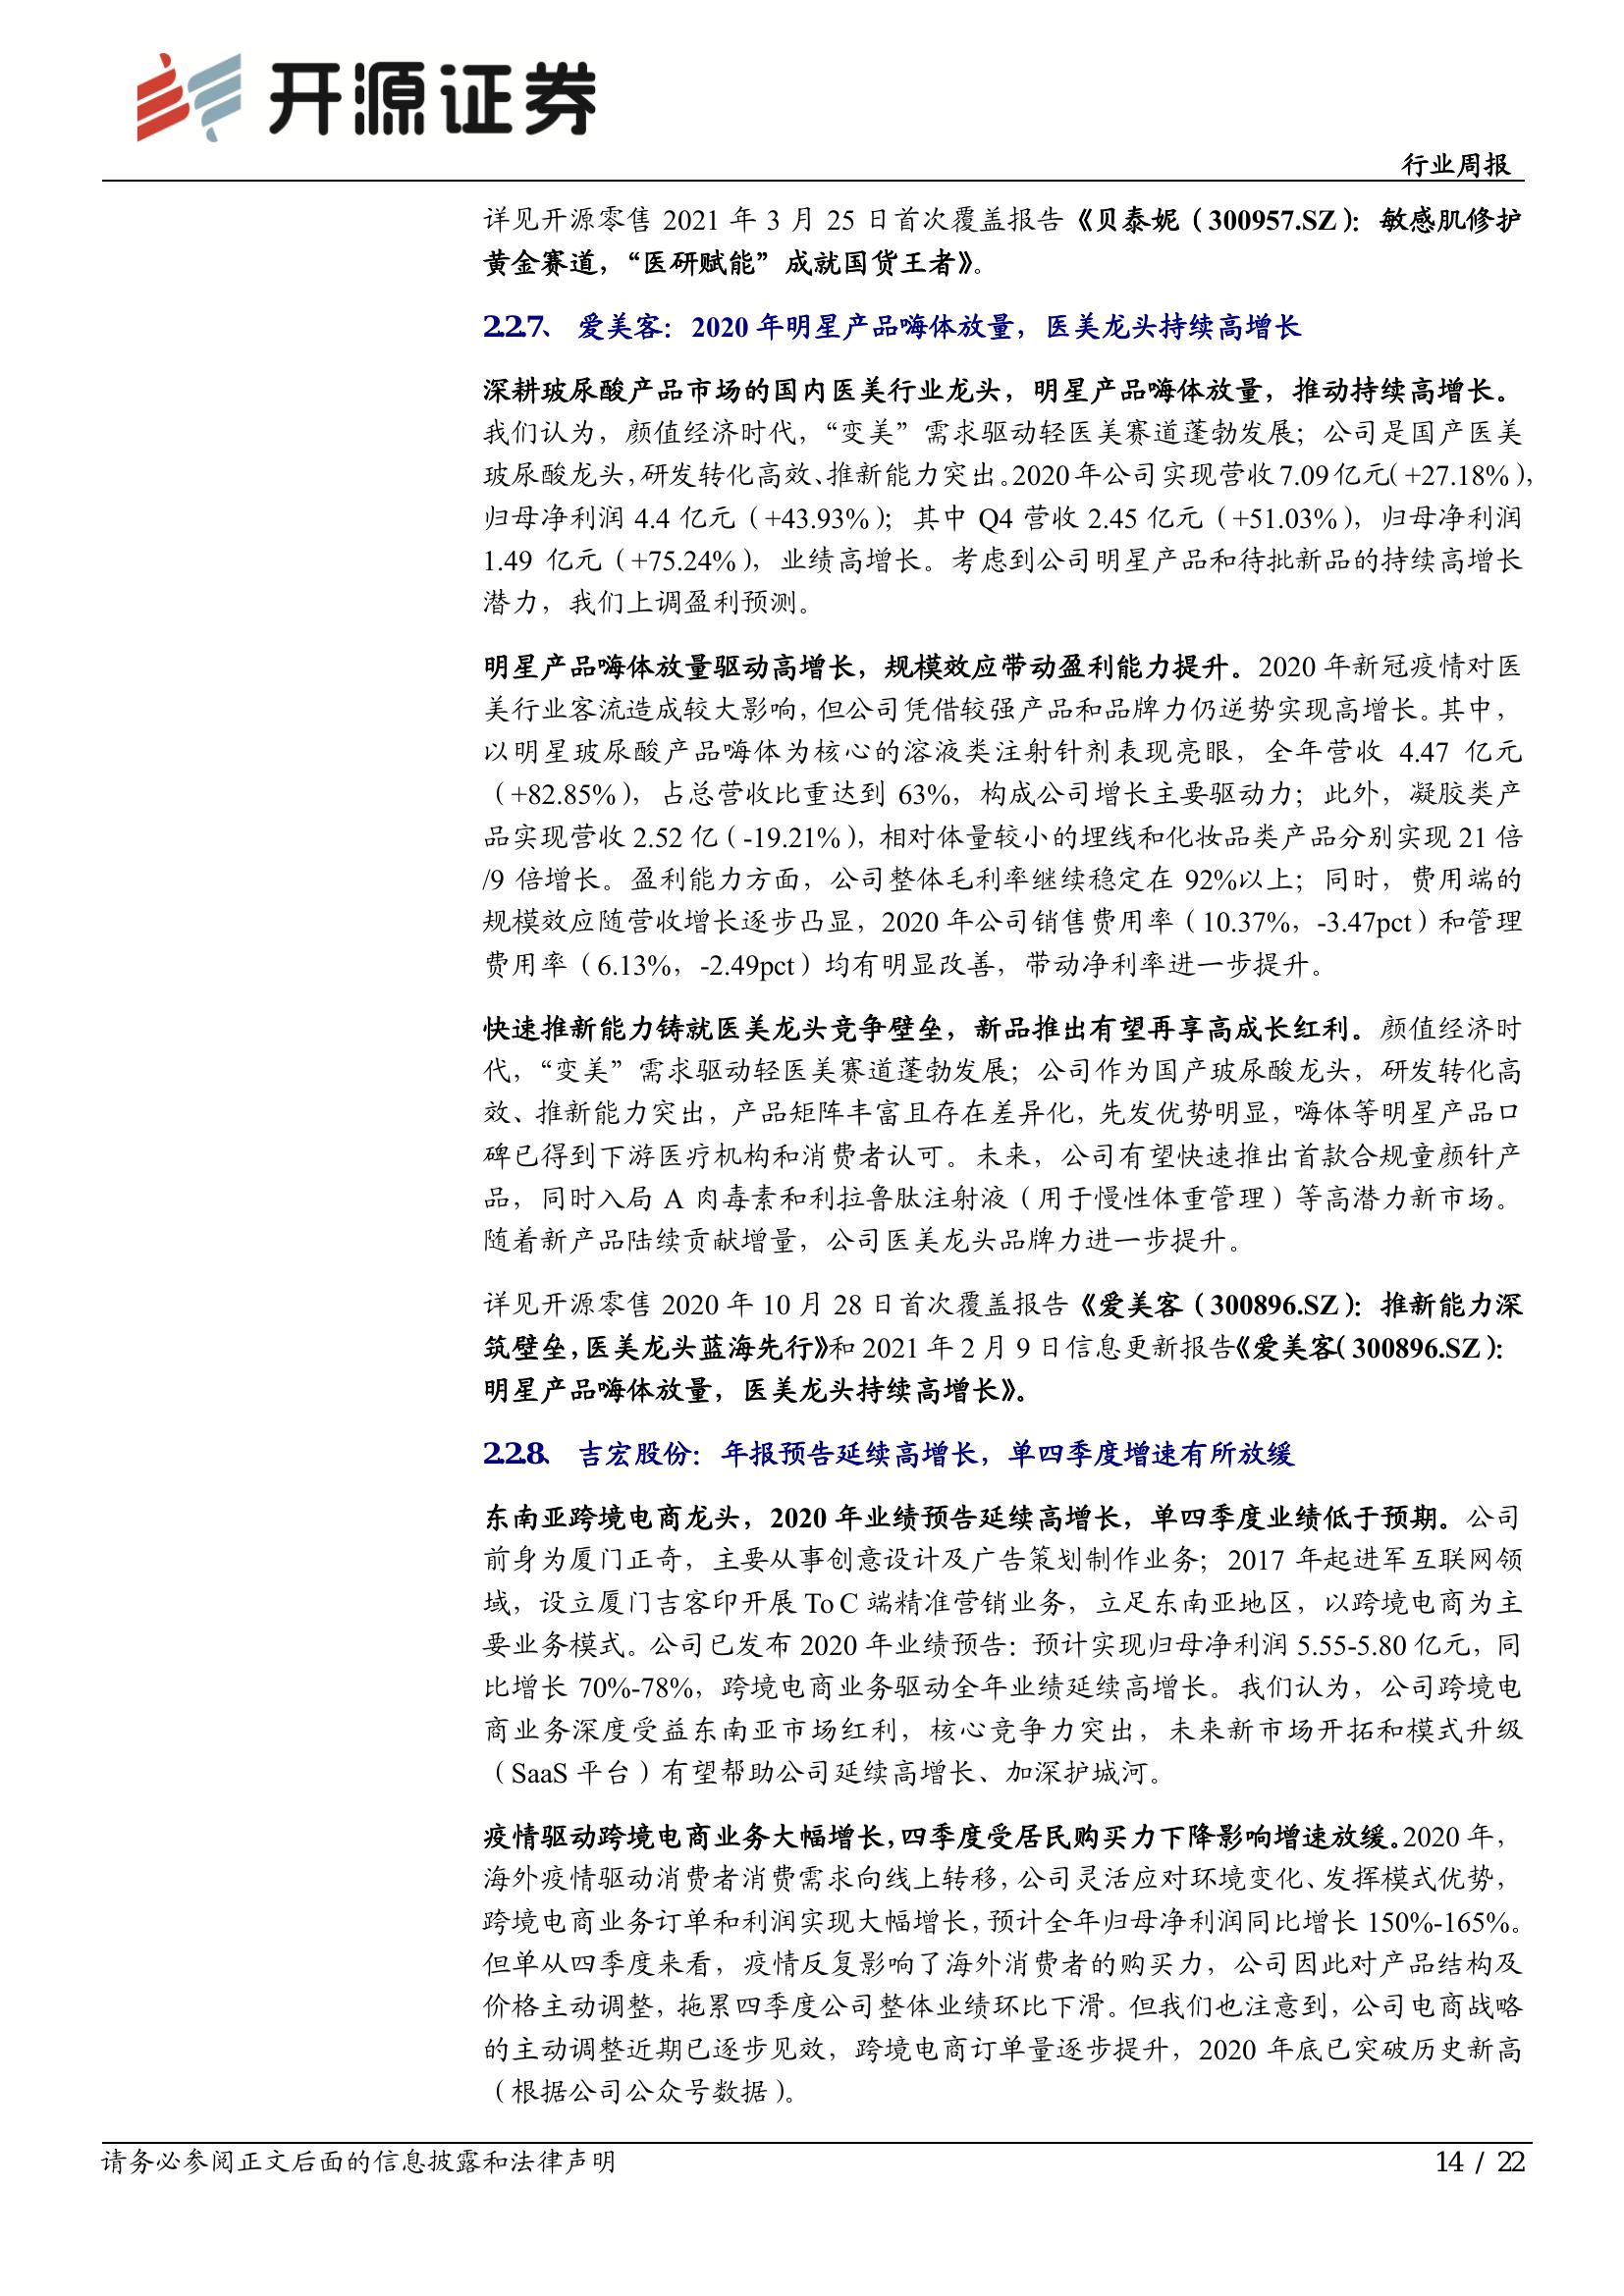 开源证券
行业周报
详见开源零售 2021 年 3 月 25 日首次覆盖报告《贝泰妮（300957.SZ）：敏感肌修护
黄金赛道，“医研赋能”成就国货王者》。
2.2.7、 爱美客：2020 年明星产品嗨体放量，医美龙头持续高增长
深耕玻尿酸产品市场的国内医美行业龙头，明星产品嗨体放量，推动持续高增长。
我们认为，颜值经济时代，“变美”需求驱动轻医美赛道蓬勃发展；公司是国产医美
玻尿酸龙头，研发转化高效、推新能力突出。2020 年公司实现营收 7.09 亿元（+27.18%），
归母净利润 4.4 亿元（+43.93%）；其中 Q4 营收 2.45 亿元（+51.03%），归母净利润
1.49 亿元（+75.24%），业绩高增长。考虑到公司明星产品和待批新品的持续高增长
潜力，我们上调盈利预测。
明星产品嗨体放量驱动高增长，规模效应带动盈利能力提升。2020 年新冠疫情对医
美行业客流造成较大影响，但公司凭借较强产品和品牌力仍逆势实现高增长。其中，
以明星玻尿酸产品嗨体为核心的溶液类注射针剂表现亮眼，全年营收 4.47 亿元
（+82.85%），占总营收比重达到 63%，构成公司增长主要驱动力；此外，凝胶类产
品实现营收 2.52 亿（-19.21%），相对体量较小的埋线和化妆品类产品分别实现 21 倍
/9 倍增长。盈利能力方面，公司整体毛利率继续稳定在 92%以上；同时，费用端的
规模效应随营收增长逐步凸显，2020 年公司销售费用率（10.37%，-3.47pct）和管理
费用率（6.13%，-2.49pct）均有明显改善，带动净利率进一步提升。
快速推新能力铸就医美龙头竞争壁垒，新品推出有望再享高成长红利。颜值经济时
代，“变美”需求驱动轻医美赛道蓬勃发展；公司作为国产玻尿酸龙头，研发转化高
效、推新能力突出，产品矩阵丰富且存在差异化，先发优势明显，嗨体等明星产品口
碑已得到下游医疗机构和消费者认可。未来，公司有望快速推出首款合规童颜针产
品，同时入局 A 肉毒素和利拉鲁肽注射液（用于慢性体重管理）等高潜力新市场。
随着新产品陆续贡献增量，公司医美龙头品牌力进一步提升。
详见开源零售 2020 年 10 月 28 日首次覆盖报告《爱美客（300896.SZ）：推新能力深
筑壁垒，医美龙头蓝海先行》和 2021 年 2 月 9 日信息更新报告《爱美客（300896.SZ）：
明星产品嗨体放量，医美龙头持续高增长》。
2.2.8、 吉宏股份：年报预告延续高增长，单四季度增速有所放缓
东南亚跨境电商龙头，2020 年业绩预告延续高增长，单四季度业绩低于预期。公司
前身为厦门正奇，主要从事创意设计及广告策划制作业务；2017 年起进军互联网领
域，设立厦门吉客印开展 To C 端精准营销业务，立足东南亚地区，以跨境电商为主
要业务模式。公司已发布 2020 年业绩预告：预计实现归母净利润 5.55-5.80 亿元，同
比增长 70%-78%，跨境电商业务驱动全年业绩延续高增长。我们认为，公司跨境电
商业务深度受益东南亚市场红利，核心竞争力突出，未来新市场开拓和模式升级
（SaaS 平台）有望帮助公司延续高增长、加深护城河。
疫情驱动跨境电商业务大幅增长，四季度受居民购买力下降影响增速放缓。2020 年，
海外疫情驱动消费者消费需求向线上转移，公司灵活应对环境变化、发挥模式优势，
跨境电商业务订单和利润实现大幅增长，预计全年归母净利润同比增长 150%-165%。
但单从四季度来看，疫情反复影响了海外消费者的购买力，公司因此对产品结构及
价格主动调整，拖累四季度公司整体业绩环比下滑。但我们也注意到，公司电商战略
的主动调整近期已逐步见效，跨境电商订单量逐步提升，2020 年底已突破历史新高
（根据公司公众号数据）。
请务必参阅正文后面的信息披露和法律声明
14 / 22